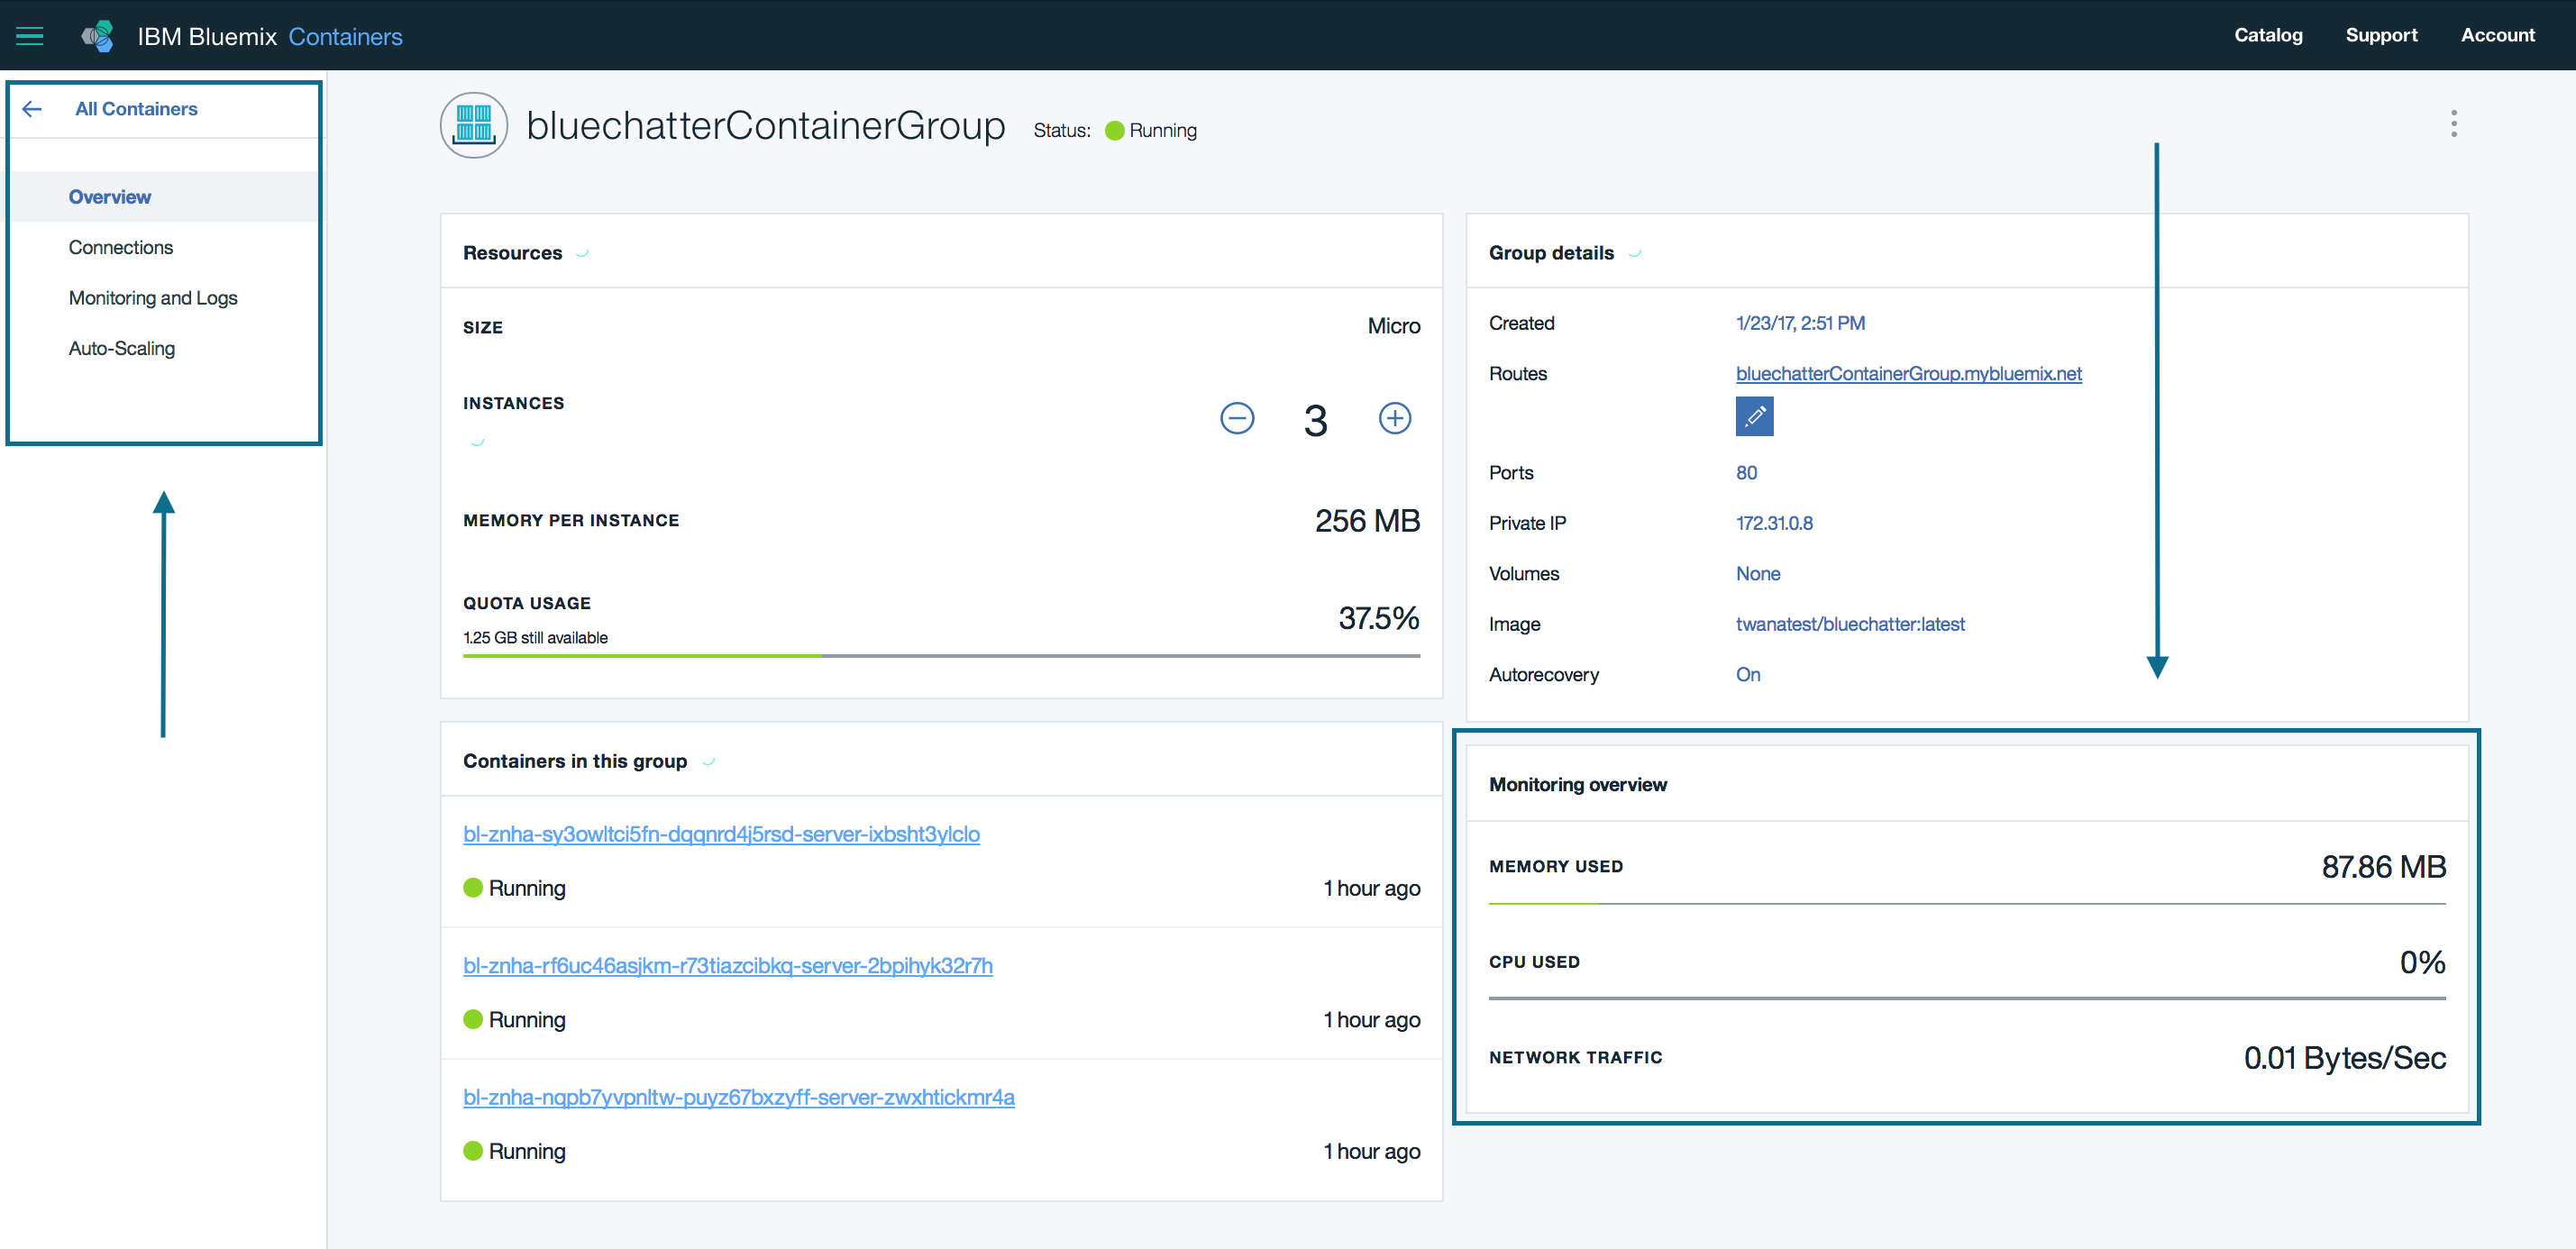 IBM Bluemix Containers
Catalog Support Account
All Containers
Overview
Connections
Monitoring and Logs
Auto-Scaling
bluechatterContainerGroup Status: Running
Resources
SIZE Micro
INSTANCES 3
MEMORY PER INSTANCE 256 MB
QUOTA USAGE 37.5%
1.25 GB still available
Group details
Created 1/23/17, 2:51 PM
Routes bluechatterContainerGroup.mybluemix.net
Ports 80
Private IP 172.31.0.8
Volumes None
Image twanatest/bluechatter:latest
Autorecovery On
Containers in this group
bl-znha-sy3owltci5fn-dqqnrd4j5rsd-server-ixbsht3ylclo
Running 1 hour ago
bl-znha-rf6uc46asjkm-r73tiazcibkq-server-2bpihyk32r7h
Running 1 hour ago
bl-znha-nqpb7yvpnltw-puyz67bxzyff-server-zwxhtickmr4a
Running 1 hour ago
Monitoring overview
MEMORY USED 87.86 MB
CPU USED 0%
NETWORK TRAFFIC 0.01 Bytes/Sec